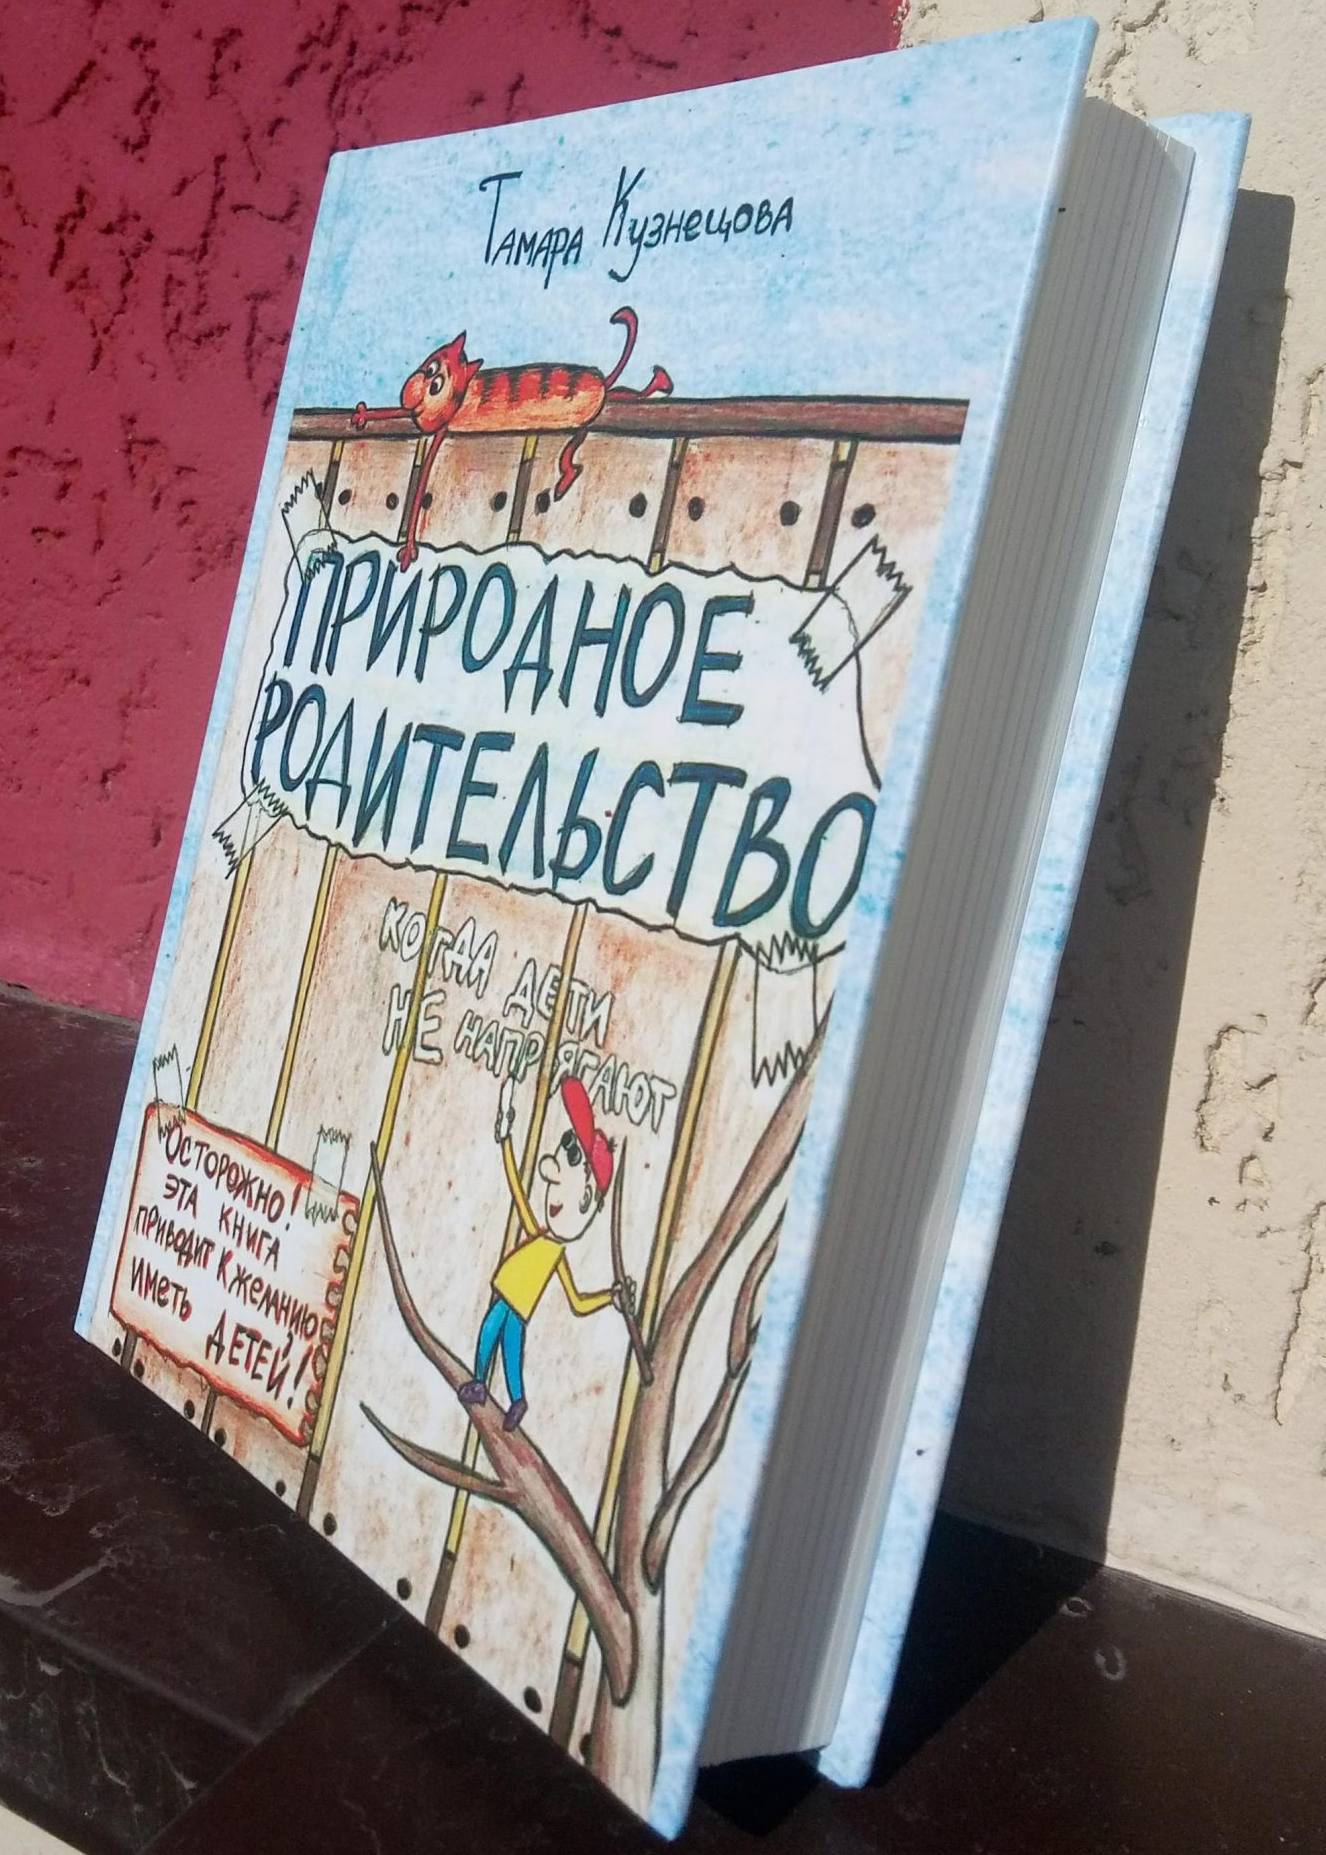 Тамара Кузнецова
ПРИРОДНОЕ
РОДИТЕЛЬСТВО
КОГДА ДЕТИ
НЕ НАПРЯГАЮТ
ОСТОРОЖНО!
ЭТА КНИГА
ПРИВОДИТ К ЖЕЛАНИЮ
ИМЕТЬ ДЕТЕЙ!